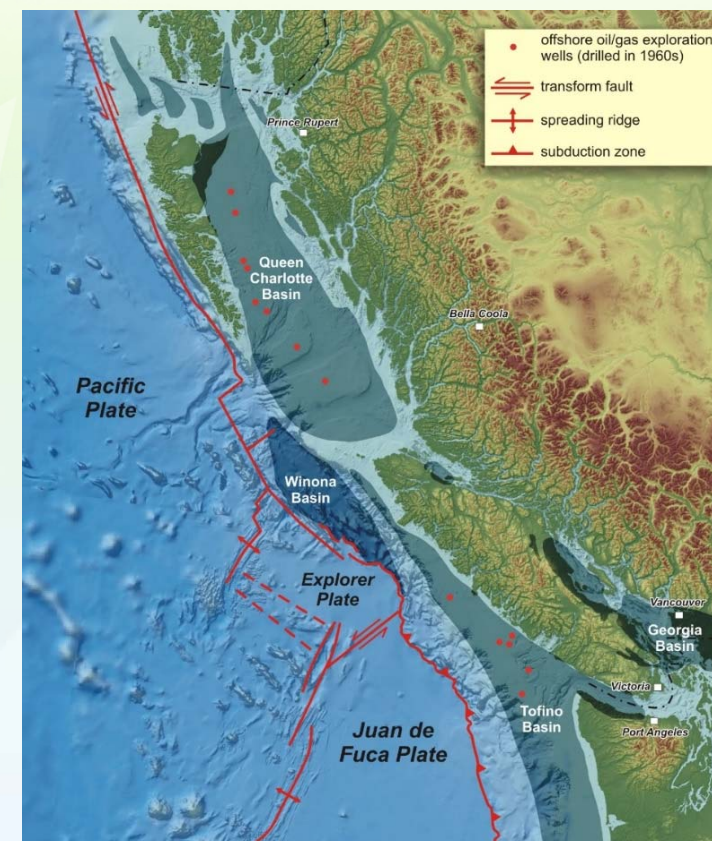 offshore oil/gas exploration
wells (drilled in 1960s)
transform fault
spreading ridge
subduction zone
Prince Rupert
Queen
Charlotte
Basin
Bella Coola
Pacific
Plate
Winona
Basin
Explorer
Plate
Vancouver
Georgia
Basin
Victoria
Tofino
Basin
Port Angeles
Juan de
Fuca Plate